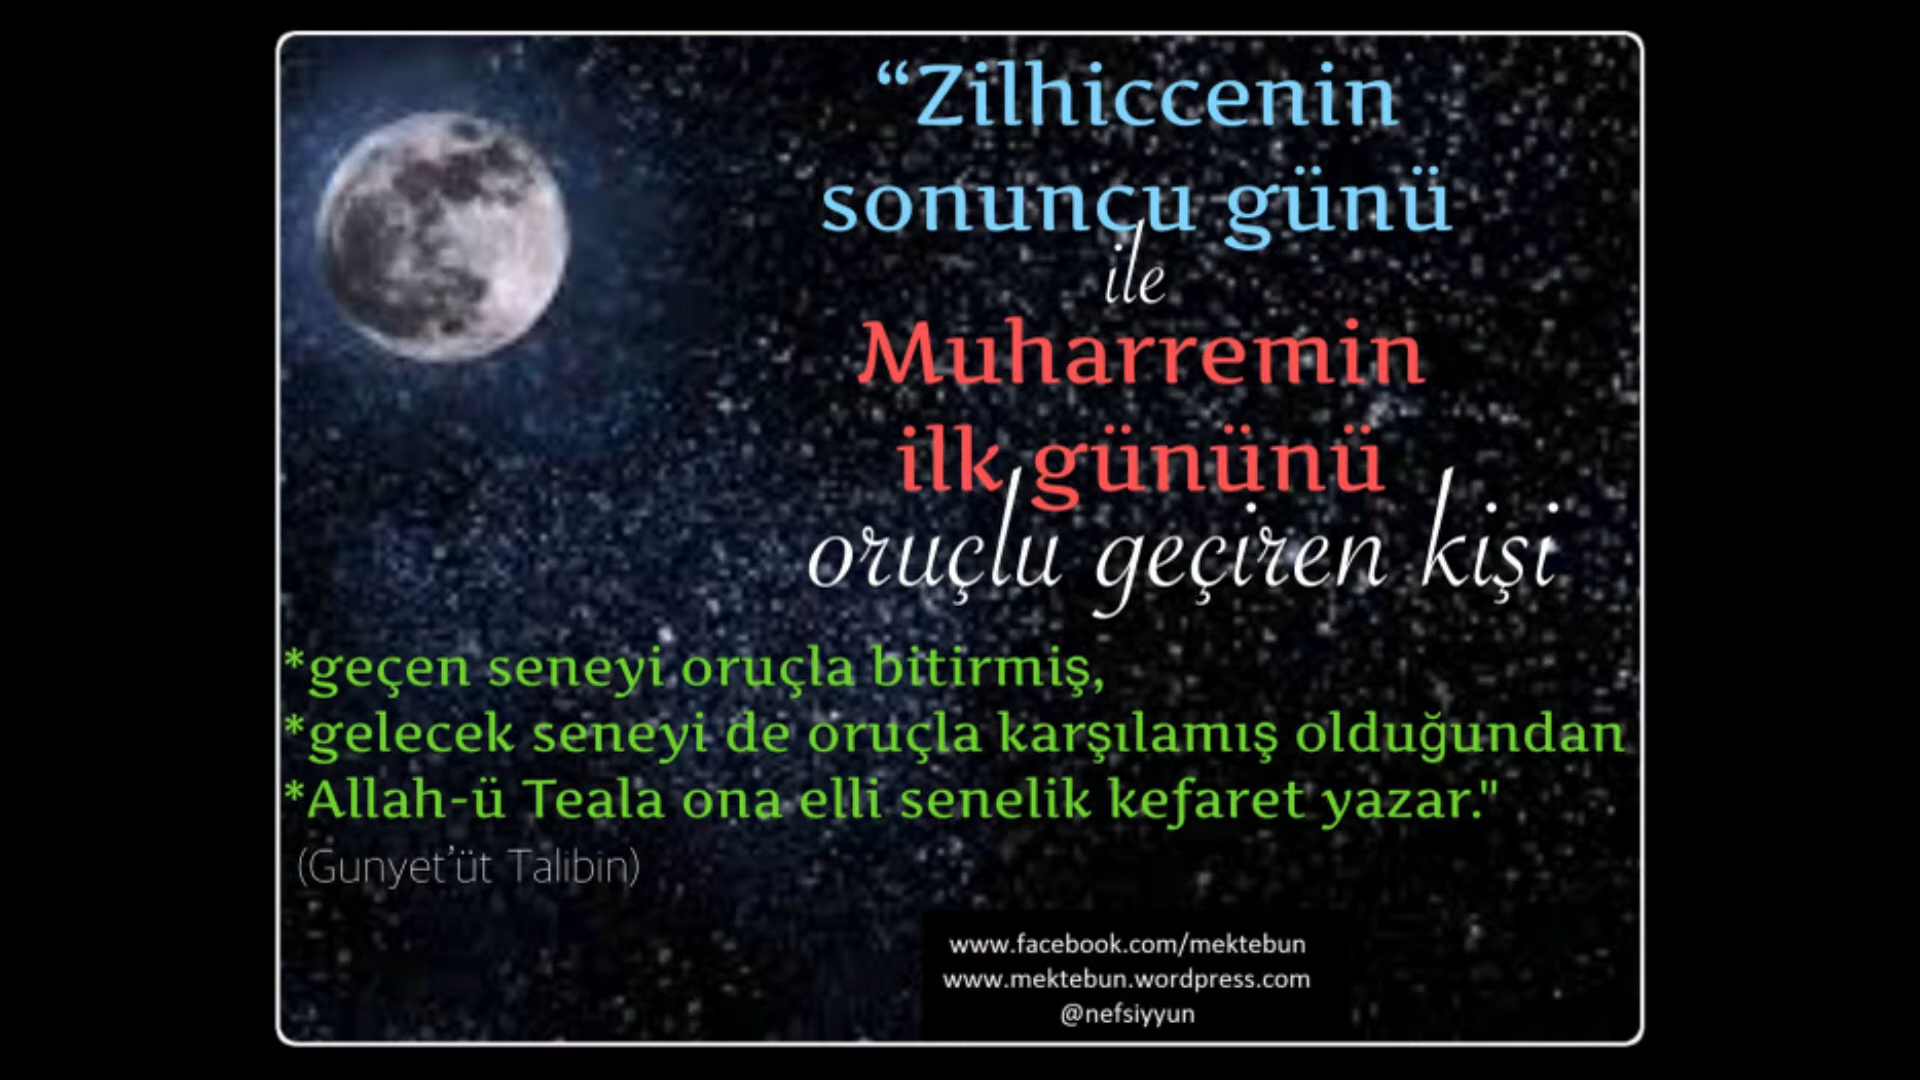 “Zilhiccenin
sonuncu günü
ile
Muharremin
ilk gününü
oruçlu geçiren kişi
*geçen seneyi oruçla bitirmiş,
*gelecek seneyi de oruçla karşılamış olduğundan
*Allah-ü Teala ona elli senelik kefaret yazar."
(Gunyet’üt Talibin)
www.facebook.com/mektebun
www.mektebun.wordpress.com
@nefsiyyun